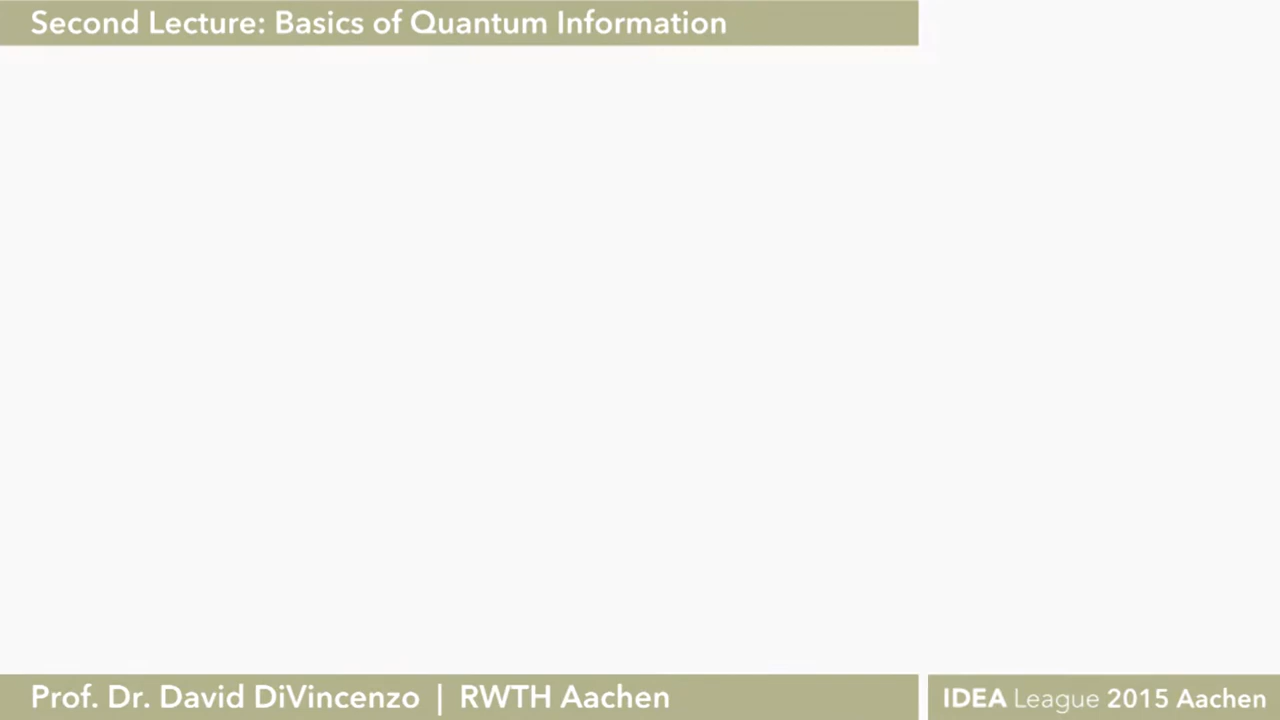 Second Lecture: Basics of Quantum Information
Prof. Dr. David DiVincenzo | RWTH Aachen
IDEA League 2015 Aachen